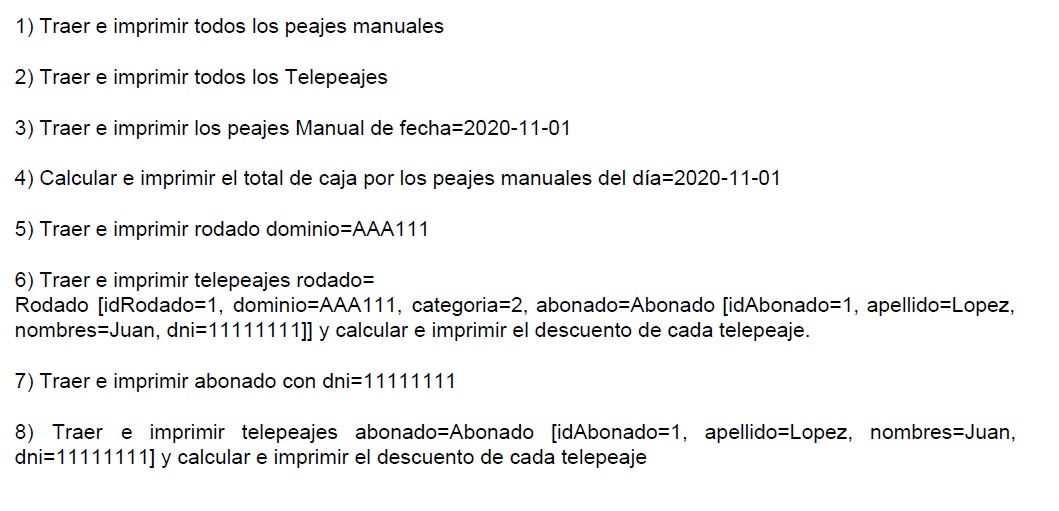 1) Traer e imprimir todos los peajes manuales
2) Traer e imprimir todos los Telepeajes
3) Traer e imprimir los peajes Manual de fecha=2020-11-01
4) Calcular e imprimir el total de caja por los peajes manuales del día=2020-11-01
5) Traer e imprimir rodado dominio=AAA111
6) Traer e imprimir telepeajes rodado=
Rodado [idRodado=1, dominio=AAA111, categoria=2, abonado=Abonado [idAbonado=1, apellido=Lopez,
nombres=Juan, dni=11111111]] y calcular e imprimir el descuento de cada telepeaje.
7) Traer e imprimir abonado con dni=11111111
8) Traer e imprimir telepeajes abonado=Abonado [idAbonado=1, apellido=Lopez, nombres=Juan,
dni=11111111] y calcular e imprimir el descuento de cada telepeaje